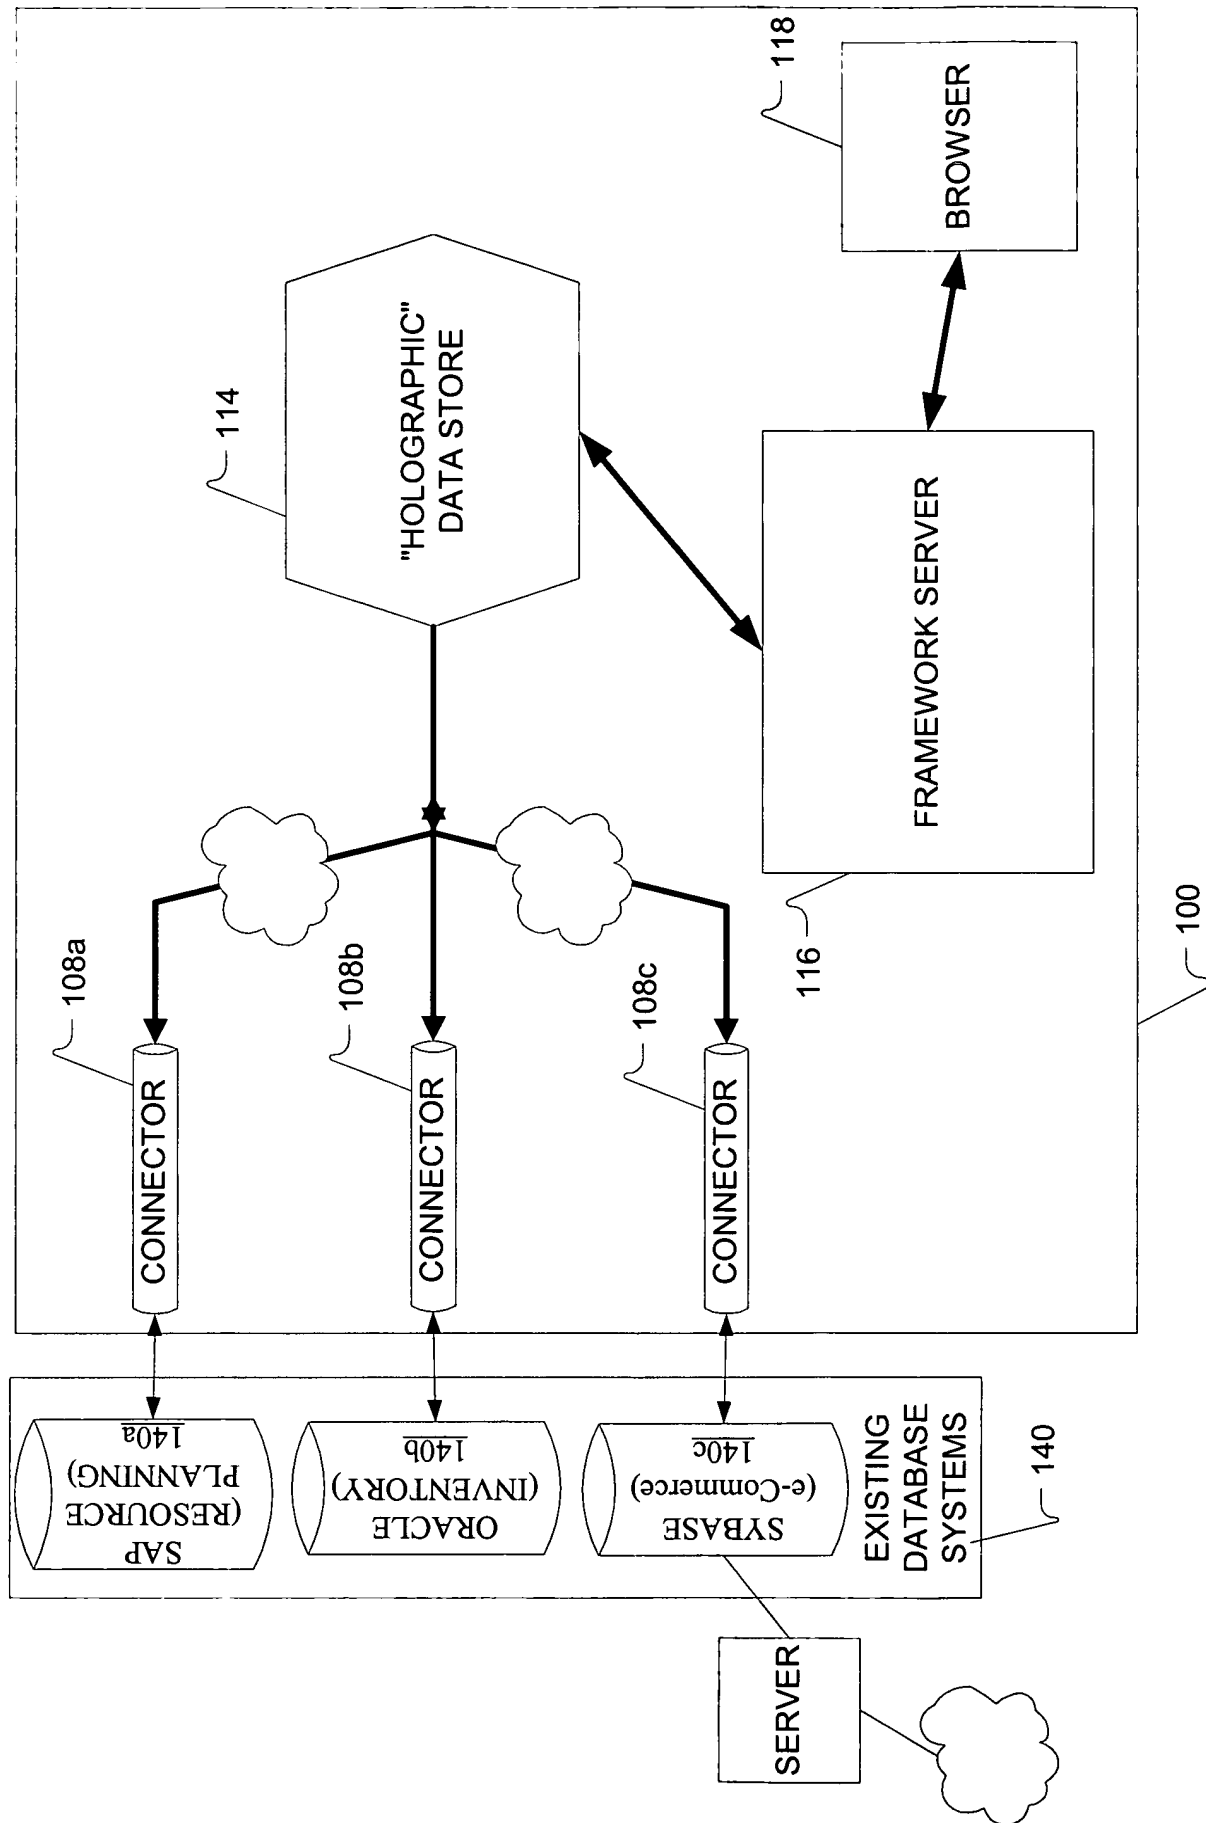 SAP
(RESOURCE
PLANNING)
140a
ORACLE
(INVENTORY)
140b
SYBASE
(e-Commerce)
140c
EXISTING
DATABASE
SYSTEMS
140
SERVER
CONNECTOR
108a
CONNECTOR
108b
CONNECTOR
108c
"HOLOGRAPHIC"
DATA STORE
114
FRAMEWORK SERVER
116
BROWSER
118
100